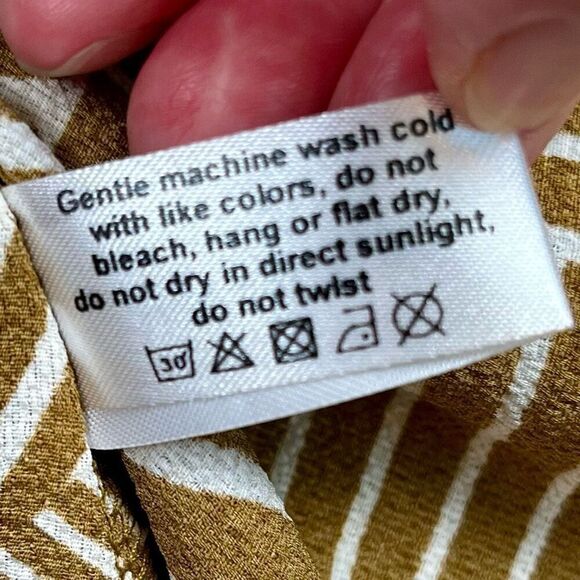 Gentle machine wash cold
with like colors, do not
bleach, hang or flat dry,
do not dry in direct sunlight,
do not twist
30